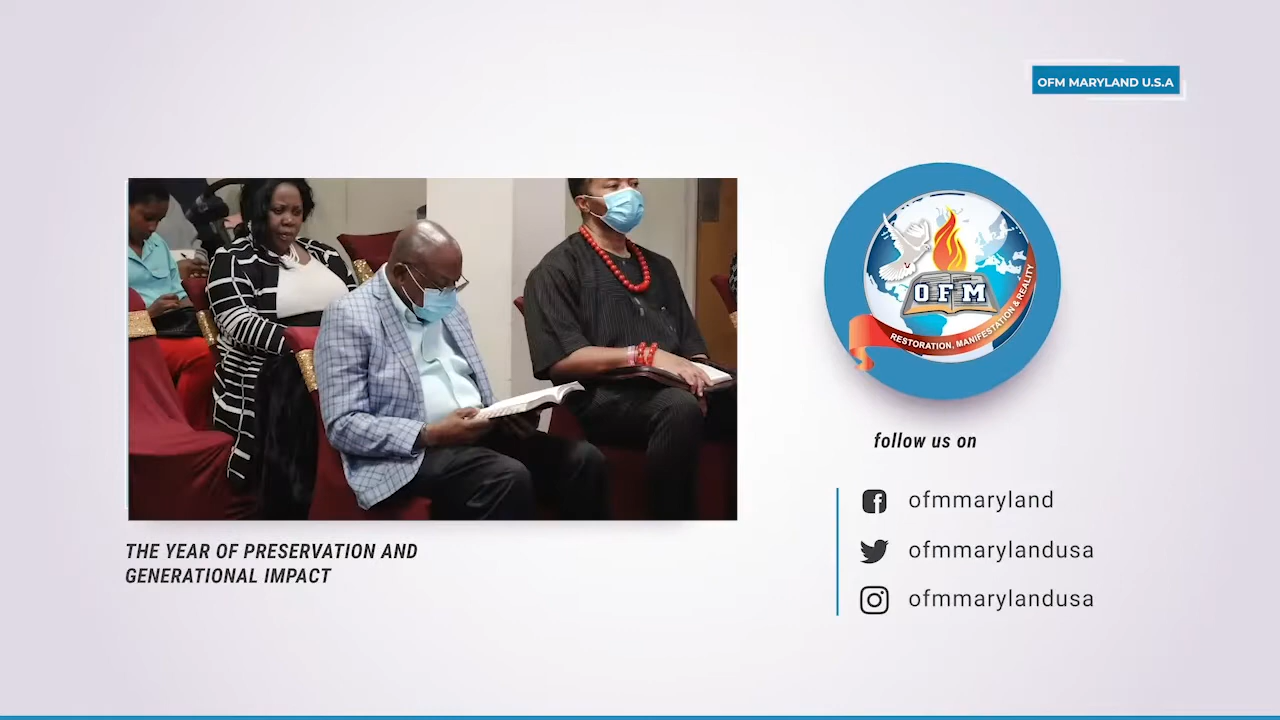 OFM MARYLAND U.S.A
OFM
RESTORATION, MANIFESTATION & REALITY
follow us on
ofmmaryland
ofmmarylandusa
ofmmarylandusa
THE YEAR OF PRESERVATION AND
GENERATIONAL IMPACT